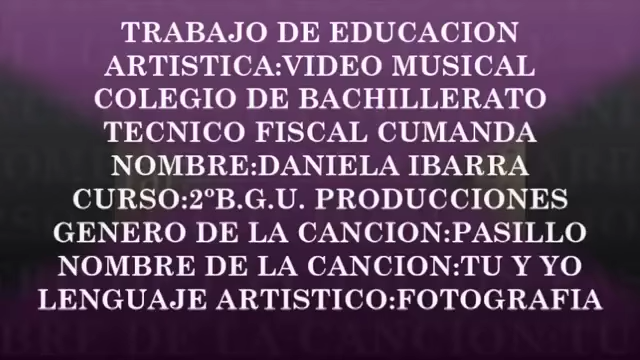 TRABAJO DE EDUCACION
ARTISTICA:VIDEO MUSICAL
COLEGIO DE BACHILLERATO
TECNICO FISCAL CUMANDA
NOMBRE:DANIELA IBARRA
CURSO:2ºB.G.U. PRODUCCIONES
GENERO DE LA CANCION:PASILLO
NOMBRE DE LA CANCION:TU Y YO
LENGUAJE ARTISTICO:FOTOGRAFIA